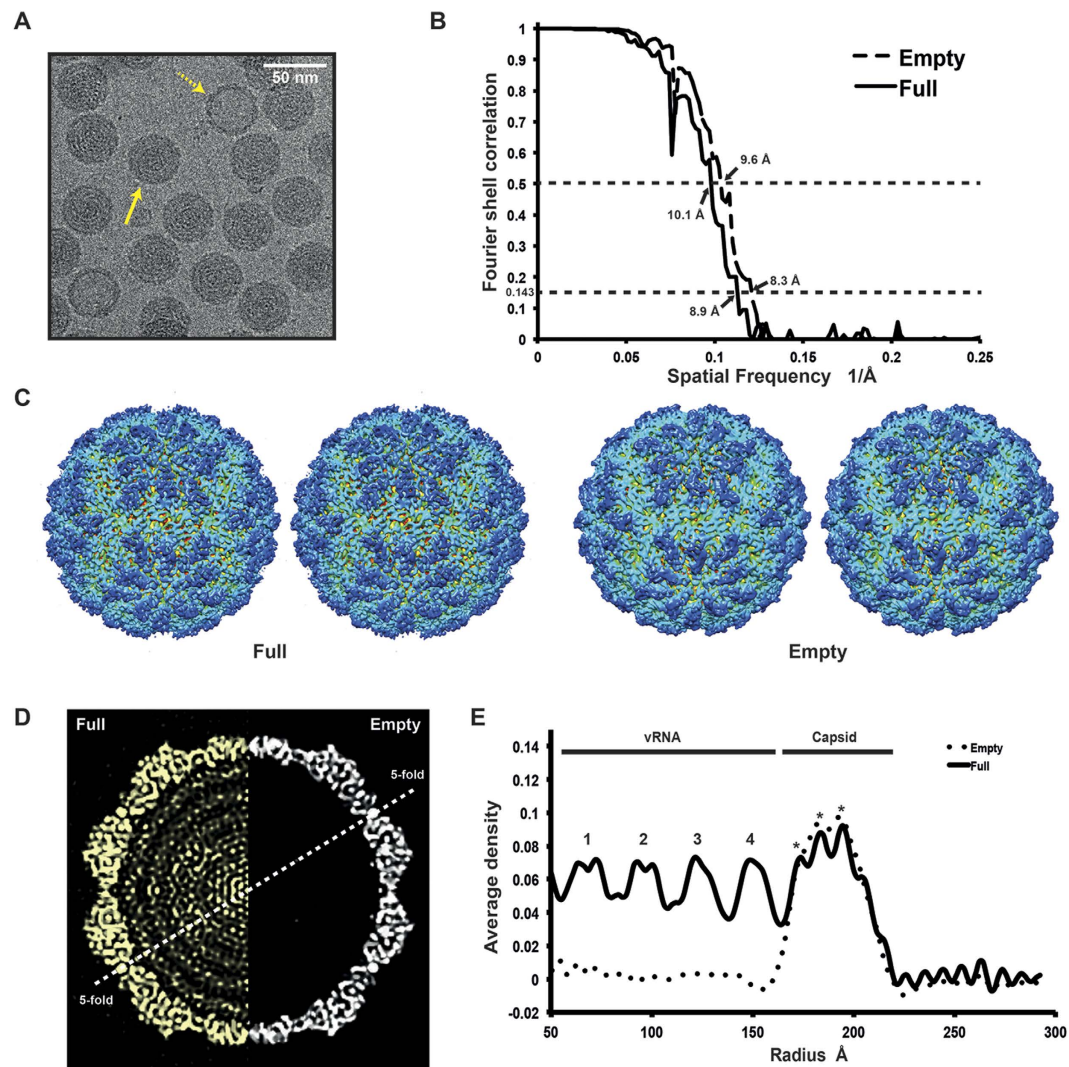 A
50 nm
B
Fourier shell correlation
1
0.9
0.8
0.7
0.6
0.5
0.4
0.3
0.2
0.143
0.1
0
Empty
Full
9.6 Å
10.1 Å
8.3 Å
8.9 Å
0 0.05 0.1 0.15 0.2 0.25
Spatial Frequency 1/Å
C
Full
Empty
D
Full
Empty
5-fold
5-fold
E
Average density
0.14
0.12
0.1
0.08
0.06
0.04
0.02
0
-0.02
vRNA
Capsid
Empty
Full
1 2 3 4 * * *
50 100 150 200 250 300
Radius Å